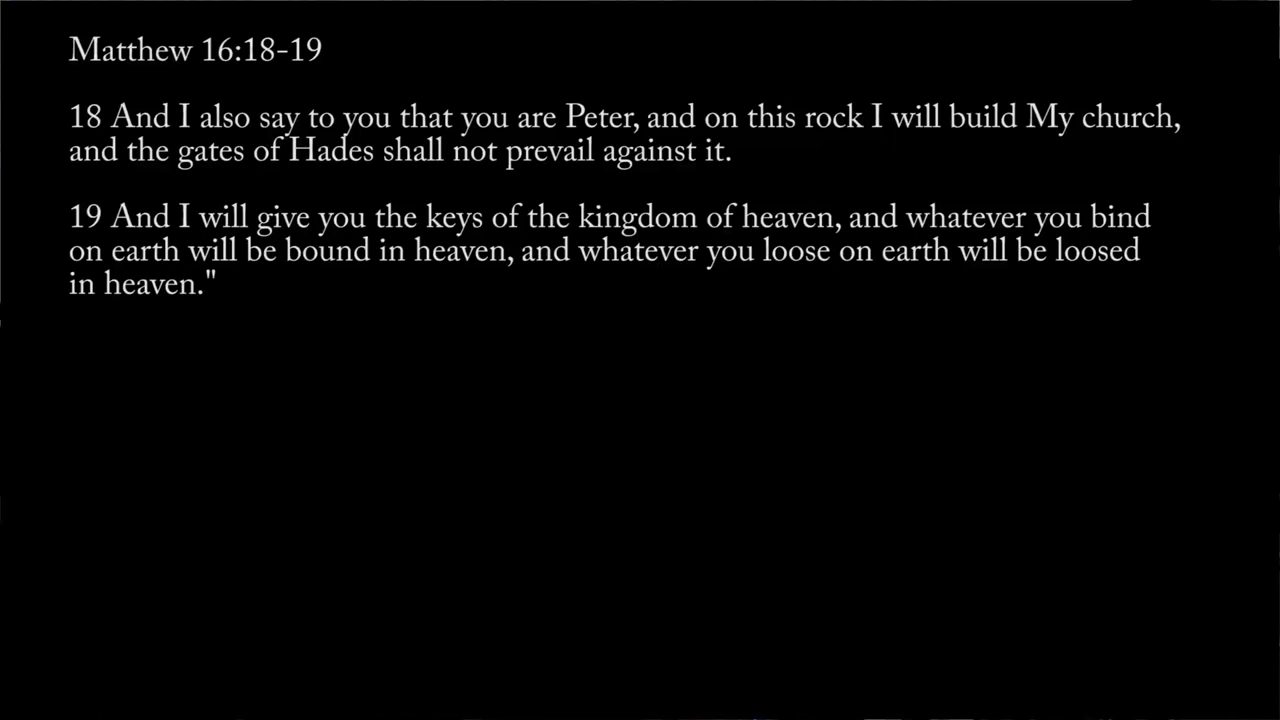 Matthew 16:18-19
18 And I also say to you that you are Peter, and on this rock I will build My church,
and the gates of Hades shall not prevail against it.
19 And I will give you the keys of the kingdom of heaven, and whatever you bind
on earth will be bound in heaven, and whatever you loose on earth will be loosed
in heaven."